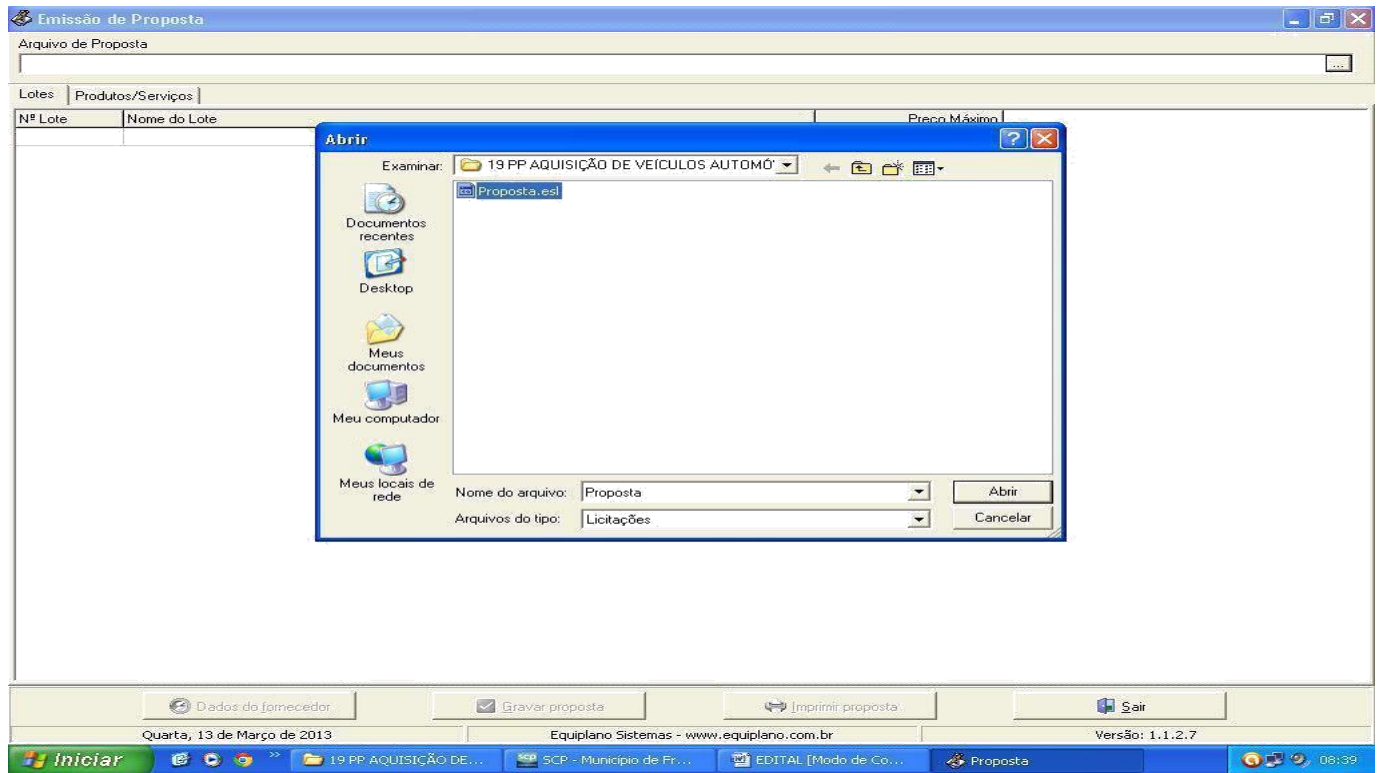 Emissão de Proposta
Arquivo de Proposta
...
Lotes Produtos/Serviços
Nº Lote Nome do Lote Preço Máximo
Abrir
Examinar: 19 PP AQUISIÇÃO DE VEÍCULOS AUTOMÓ
Proposta.esl
Documentos
recentes
Desktop
Meus
documentos
Meu computador
Meus locais de
rede
Nome do arquivo: Proposta Abrir
Arquivos do tipo: Licitações Cancelar
Dados do fornecedor Gravar proposta Imprimir proposta Sair
Quarta, 13 de Março de 2013 Equiplano Sistemas - www.equiplano.com.br Versão: 1.1.2.7
Iniciar 19 PP AQUISIÇÃO DE... SCP - Município de Fr... EDITAL [Modo de Co... Proposta 08:39